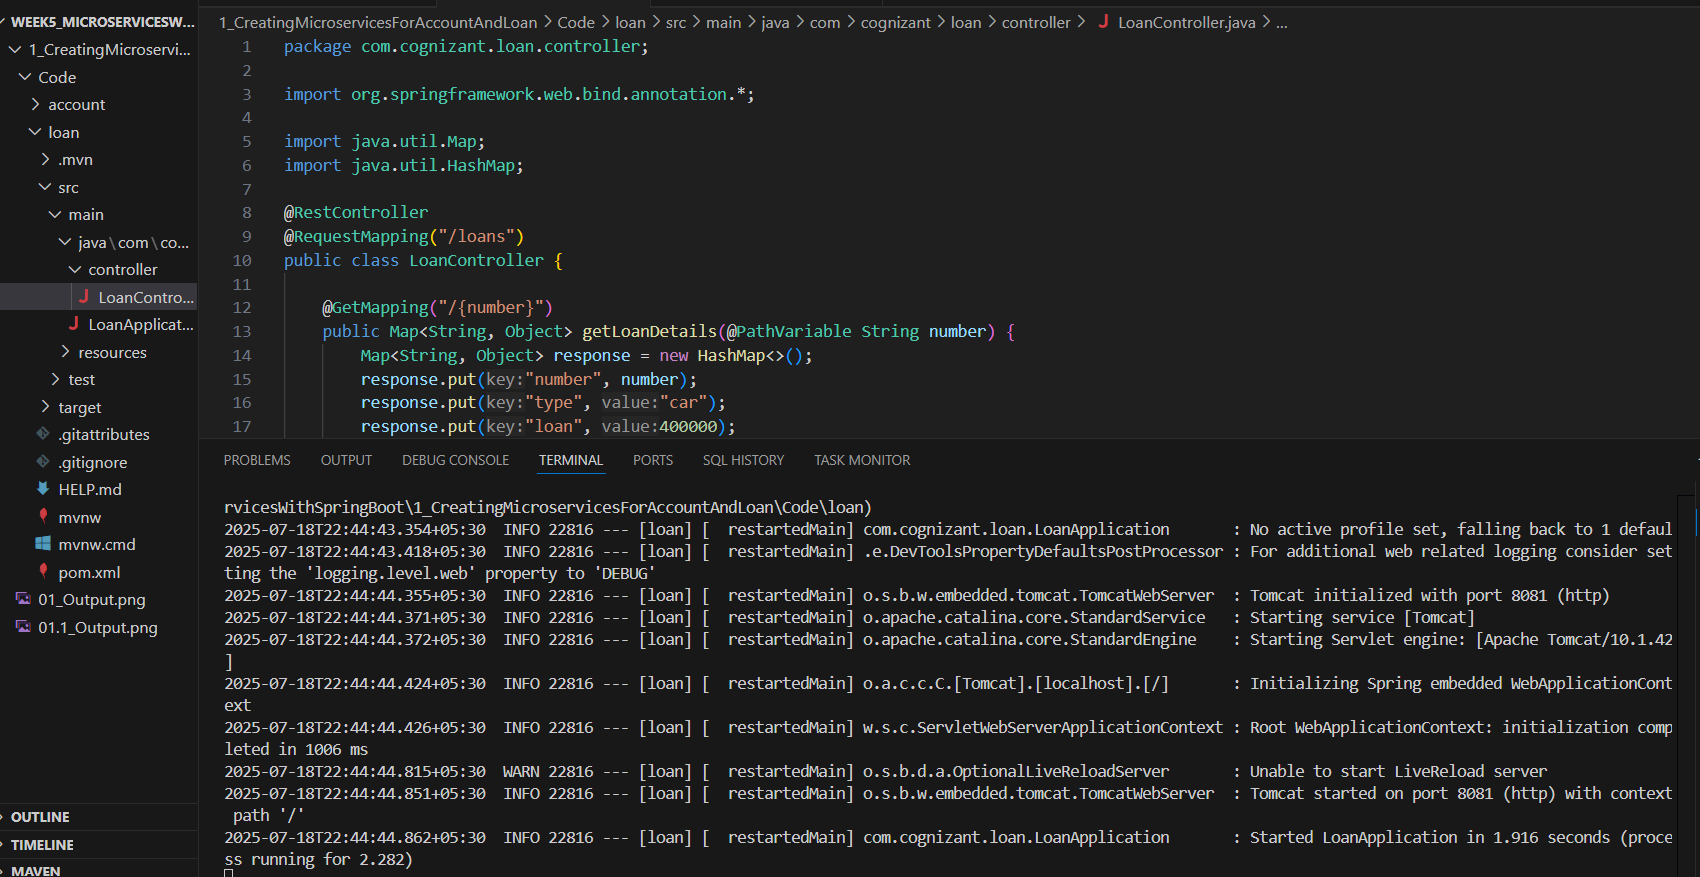 WEEK5_MICROSERVICESW...
1_CreatingMicroservi...
Code
account
loan
.mvn
src
main
java\com\co...
controller
LoanContro...
LoanApplicat...
resources
test
target
.gitattributes
.gitignore
HELP.md
mvnw
mvnw.cmd
pom.xml
01_Output.png
01.1_Output.png
OUTLINE
TIMELINE
MAVEN
1_CreatingMicroservicesForAccountAndLoan > Code > loan > src > main > java > com > cognizant > loan > controller > LoanController.java > ...
1 package com.cognizant.loan.controller;
2
3 import org.springframework.web.bind.annotation.*;
4
5 import java.util.Map;
6 import java.util.HashMap;
7
8 @RestController
9 @RequestMapping("/loans")
10 public class LoanController {
11
12 @GetMapping("/{number}")
13 public Map<String, Object> getLoanDetails(@PathVariable String number) {
14 Map<String, Object> response = new HashMap<>();
15 response.put(key:"number", number);
16 response.put(key:"type", value:"car");
17 response.put(key:"loan", value:400000);
PROBLEMS OUTPUT DEBUG CONSOLE TERMINAL PORTS SQL HISTORY TASK MONITOR
rvicesWithSpringBoot\1_CreatingMicroservicesForAccountAndLoan\Code\loan)
2025-07-18T22:44:43.354+05:30 INFO 22816 --- [loan] [ restartedMain] com.cognizant.loan.LoanApplication : No active profile set, falling back to 1 defaul
2025-07-18T22:44:43.418+05:30 INFO 22816 --- [loan] [ restartedMain] .e.DevToolsPropertyDefaultsPostProcessor : For additional web related logging consider set
ting the 'logging.level.web' property to 'DEBUG'
2025-07-18T22:44:44.355+05:30 INFO 22816 --- [loan] [ restartedMain] o.s.b.w.embedded.tomcat.TomcatWebServer : Tomcat initialized with port 8081 (http)
2025-07-18T22:44:44.371+05:30 INFO 22816 --- [loan] [ restartedMain] o.apache.catalina.core.StandardService : Starting service [Tomcat]
2025-07-18T22:44:44.372+05:30 INFO 22816 --- [loan] [ restartedMain] o.apache.catalina.core.StandardEngine : Starting Servlet engine: [Apache Tomcat/10.1.42
]
2025-07-18T22:44:44.424+05:30 INFO 22816 --- [loan] [ restartedMain] o.a.c.c.C.[Tomcat].[localhost].[/] : Initializing Spring embedded WebApplicationCont
ext
2025-07-18T22:44:44.426+05:30 INFO 22816 --- [loan] [ restartedMain] w.s.c.ServletWebServerApplicationContext : Root WebApplicationContext: initialization comp
leted in 1006 ms
2025-07-18T22:44:44.815+05:30 WARN 22816 --- [loan] [ restartedMain] o.s.b.d.a.OptionalLiveReloadServer : Unable to start LiveReload server
2025-07-18T22:44:44.851+05:30 INFO 22816 --- [loan] [ restartedMain] o.s.b.w.embedded.tomcat.TomcatWebServer : Tomcat started on port 8081 (http) with context
path '/'
2025-07-18T22:44:44.862+05:30 INFO 22816 --- [loan] [ restartedMain] com.cognizant.loan.LoanApplication : Started LoanApplication in 1.916 seconds (proce
ss running for 2.282)